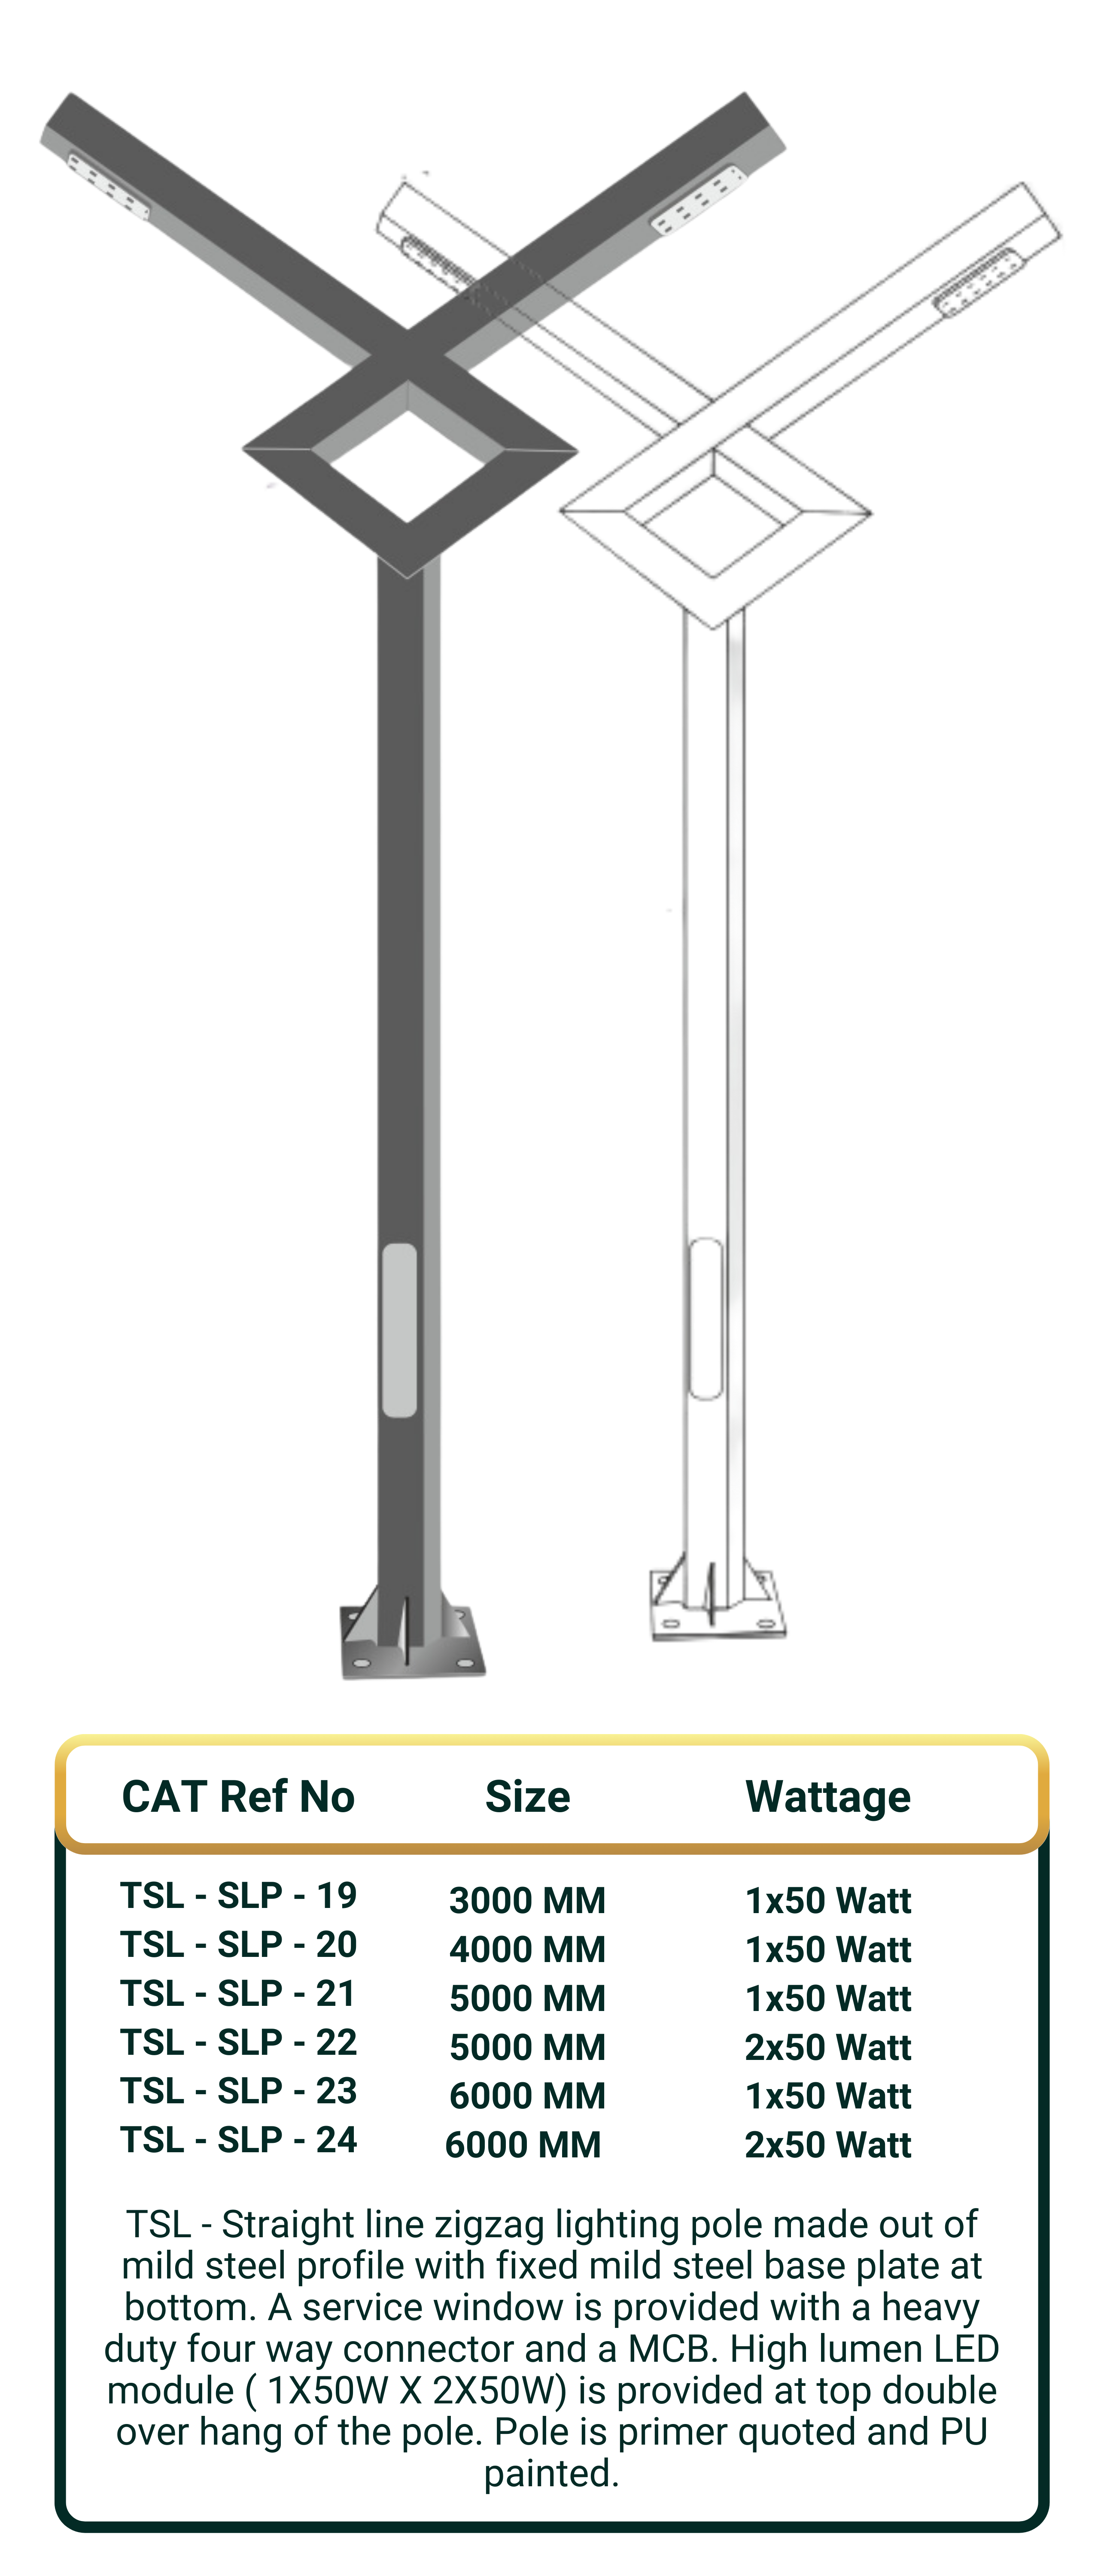 CAT Ref No Size Wattage
TSL - SLP - 19 3000 MM 1x50 Watt
TSL - SLP - 20 4000 MM 1x50 Watt
TSL - SLP - 21 5000 MM 1x50 Watt
TSL - SLP - 22 5000 MM 2x50 Watt
TSL - SLP - 23 6000 MM 1x50 Watt
TSL - SLP - 24 6000 MM 2x50 Watt
TSL - Straight line zigzag lighting pole made out of
mild steel profile with fixed mild steel base plate at
bottom. A service window is provided with a heavy
duty four way connector and a MCB. High lumen LED
module ( 1X50W X 2X50W) is provided at top double
over hang of the pole. Pole is primer quoted and PU
painted.